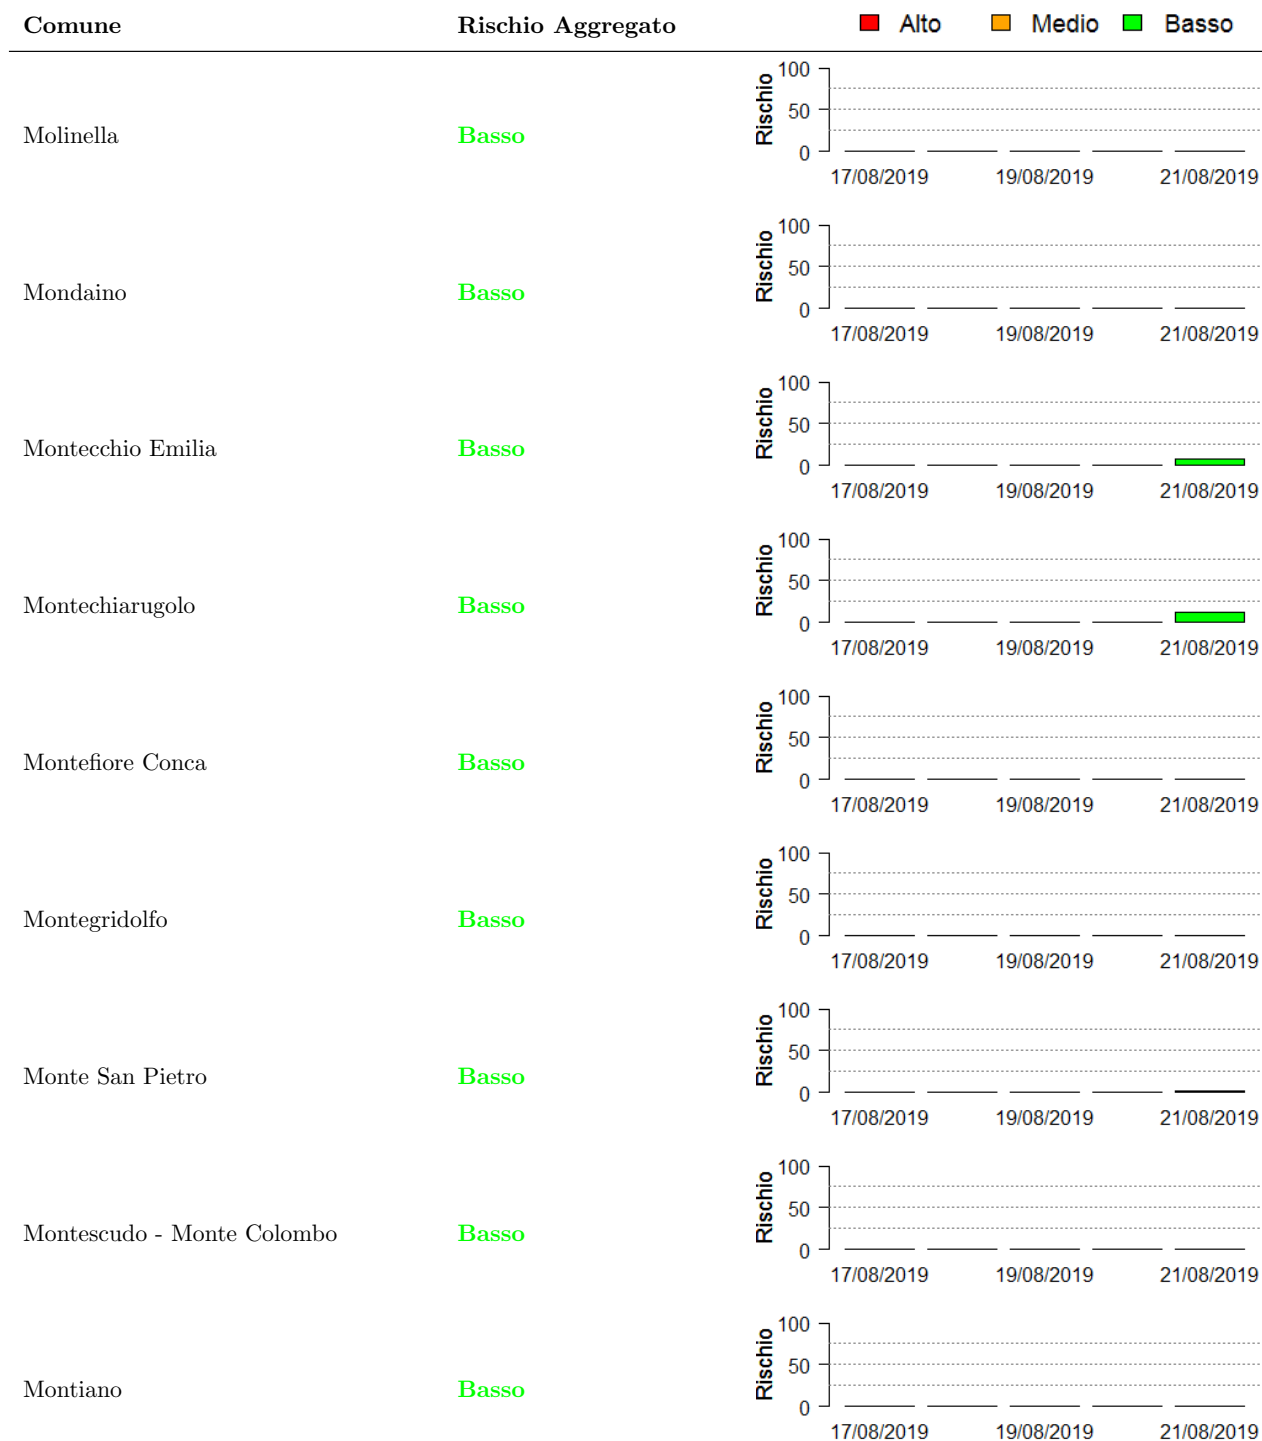 Comune Rischio Aggregato Alto Medio Basso
Molinella Basso Rischio 100 50 0
17/08/2019 19/08/2019 21/08/2019
Mondaino Basso Rischio 100 50 0
17/08/2019 19/08/2019 21/08/2019
Montecchio Emilia Basso Rischio 100 50 0
17/08/2019 19/08/2019 21/08/2019
Montechiarugolo Basso Rischio 100 50 0
17/08/2019 19/08/2019 21/08/2019
Montefiore Conca Basso Rischio 100 50 0
17/08/2019 19/08/2019 21/08/2019
Montegridolfo Basso Rischio 100 50 0
17/08/2019 19/08/2019 21/08/2019
Monte San Pietro Basso Rischio 100 50 0
17/08/2019 19/08/2019 21/08/2019
Montescudo - Monte Colombo Basso Rischio 100 50 0
17/08/2019 19/08/2019 21/08/2019
Montiano Basso Rischio 100 50 0
17/08/2019 19/08/2019 21/08/2019